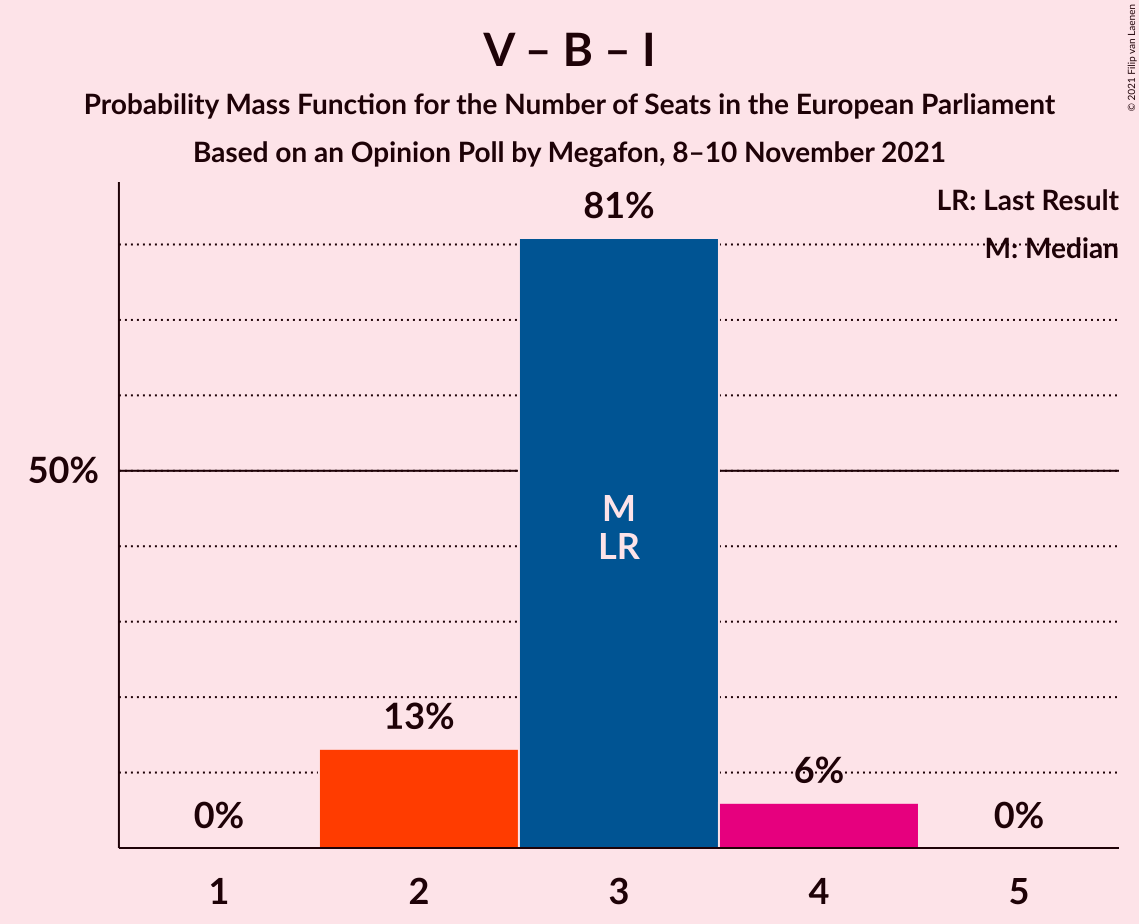 V – B – I
Probability Mass Function for the Number of Seats in the European Parliament
Based on an Opinion Poll by Megafon, 8–10 November 2021
© 2021 Filip van Laenen
LR: Last Result
M: Median
81%
50%
M
LR
13%
6%
0%
0%
1 2 3 4 5